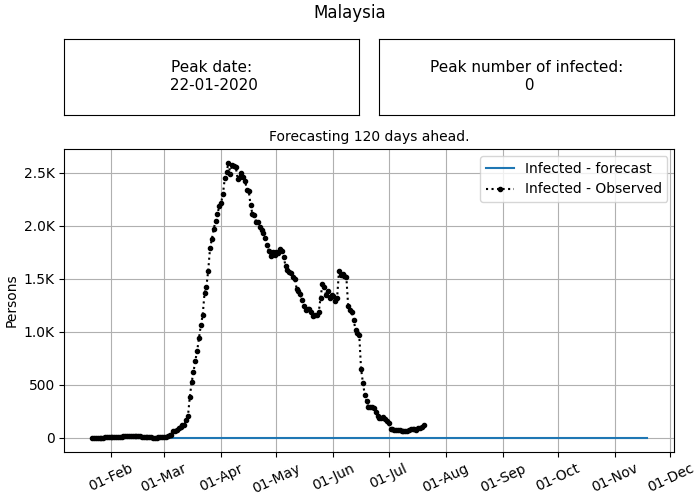 Malaysia
Peak date:
22-01-2020
Peak number of infected:
0
Forecasting 120 days ahead.
Infected - forecast
Infected - Observed
Persons
2.5K
2.0K
1.5K
1.0K
500
0
01-Feb
01-Mar
01-Apr
01-May
01-Jun
01-Jul
01-Aug
01-Sep
01-Oct
01-Nov
01-Dec